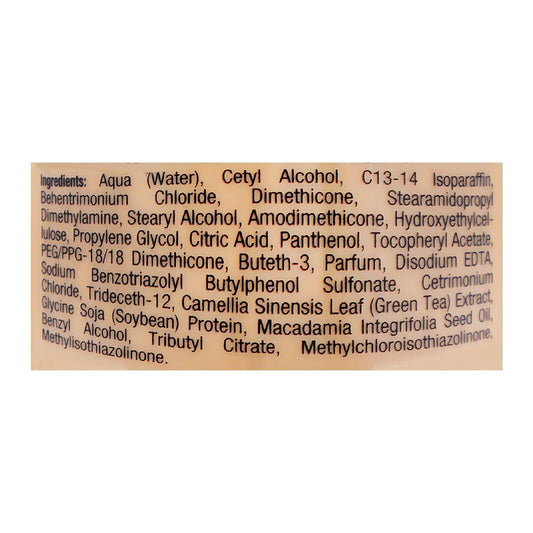 Ingredients: Aqua (Water), Cetyl Alcohol, C13-14 Isoparaffin,
Behentrimonium Chloride, Dimethicone, Stearamidopropyl
Dimethylamine, Stearyl Alcohol, Amodimethicone, Hydroxyethylcel-
lulose, Propylene Glycol, Citric Acid, Panthenol, Tocopheryl Acetate,
PEG/PPG-18/18 Dimethicone, Buteth-3, Parfum, Disodium EDTA,
Sodium Benzotriazolyl Butylphenol Sulfonate, Cetrimonium
Chloride, Trideceth-12, Camellia Sinensis Leaf (Green Tea) Extract,
Glycine Soja (Soybean) Protein, Macadamia Integrifolia Seed Oil,
Benzyl Alcohol, Tributyl Citrate, Methylchloroisothiazolinone,
Methylisothiazolinone.